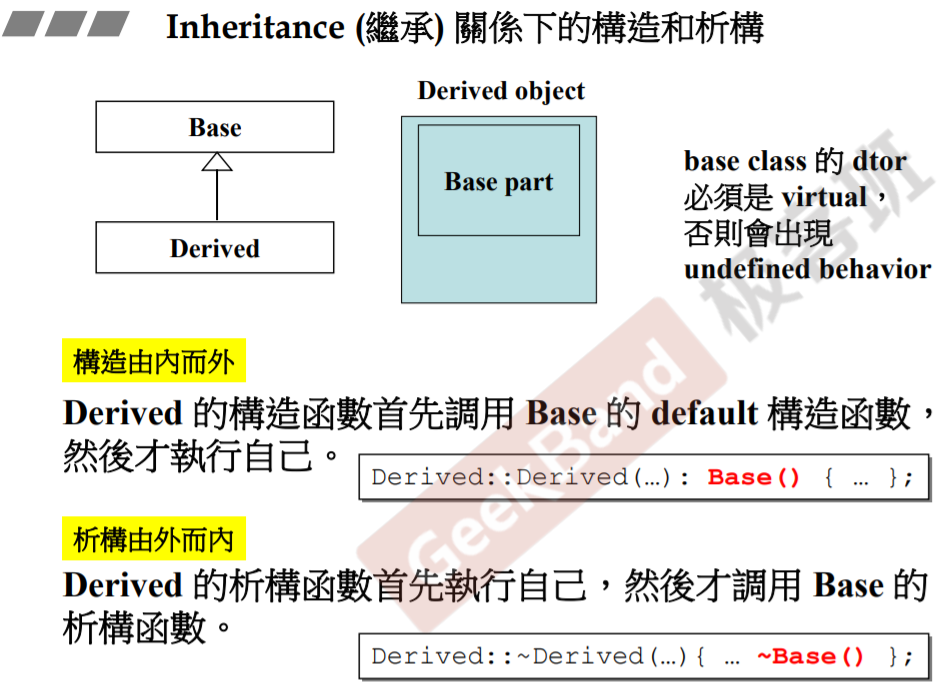 Inheritance (繼承) 關係下的構造和析構
Base
Derived
Derived object
Base part
base class 的 dtor
必須是 virtual，
否則會出現
undefined behavior
構造由內而外
Derived 的構造函數首先調用 Base 的 default 構造函數，
然後才執行自己。
Derived::Derived(…): Base() { … };
析構由外而內
Derived 的析構函數首先執行自己，然後才調用 Base 的
析構函數。
Derived::~Derived(…){ … ~Base() };
GeekBand 极客班